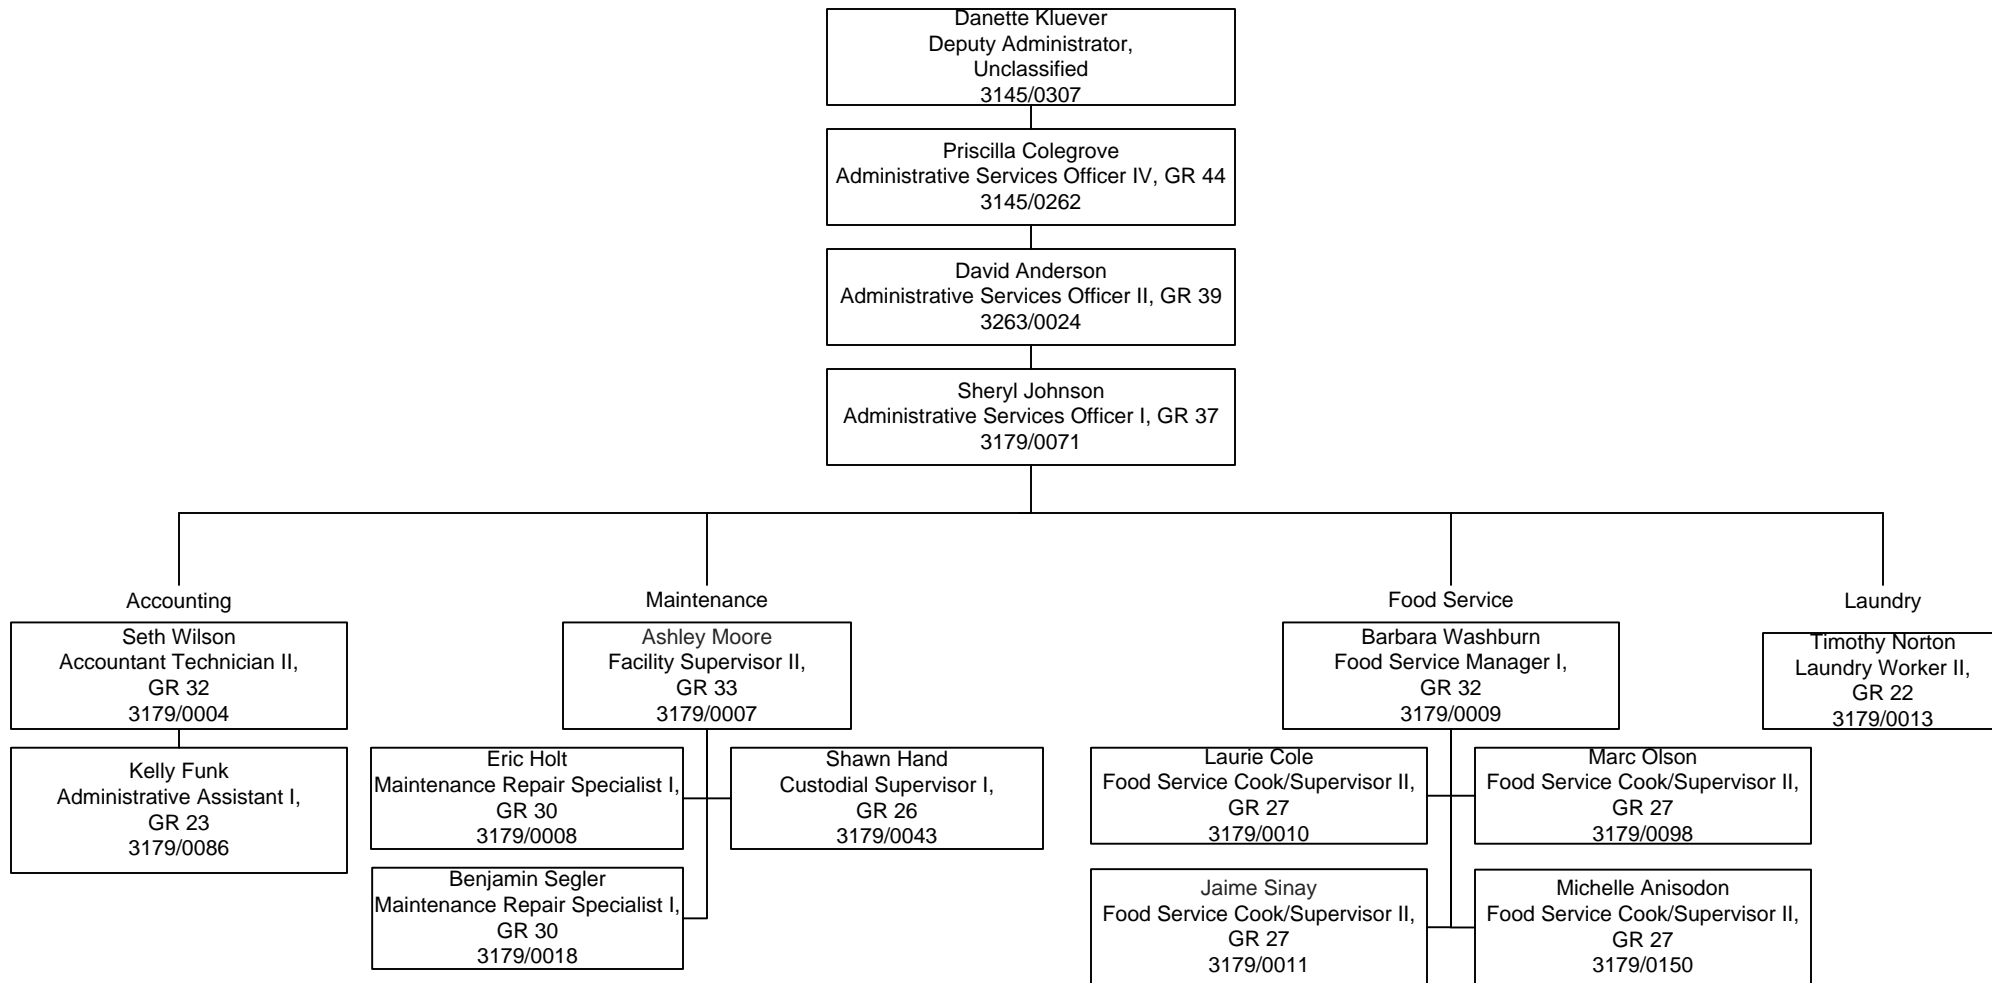 Danette Kluever
Deputy Administrator,
Unclassified
3145/0307
Priscilla Colegrove
Administrative Services Officer IV, GR 44
3145/0262
David Anderson
Administrative Services Officer II, GR 39
3263/0024
Sheryl Johnson
Administrative Services Officer I, GR 37
3179/0071
Accounting
Seth Wilson
Accountant Technician II,
GR 32
3179/0004
Kelly Funk
Administrative Assistant I,
GR 23
3179/0086
Maintenance
Ashley Moore
Facility Supervisor II,
GR 33
3179/0007
Eric Holt
Maintenance Repair Specialist I,
GR 30
3179/0008
Shawn Hand
Custodial Supervisor I,
GR 26
3179/0043
Benjamin Segler
Maintenance Repair Specialist I,
GR 30
3179/0018
Food Service
Barbara Washburn
Food Service Manager I,
GR 32
3179/0009
Laurie Cole
Food Service Cook/Supervisor II,
GR 27
3179/0010
Marc Olson
Food Service Cook/Supervisor II,
GR 27
3179/0098
Jaime Sinay
Food Service Cook/Supervisor II,
GR 27
3179/0011
Michelle Anisodon
Food Service Cook/Supervisor II,
GR 27
3179/0150
Laundry
Timothy Norton
Laundry Worker II,
GR 22
3179/0013